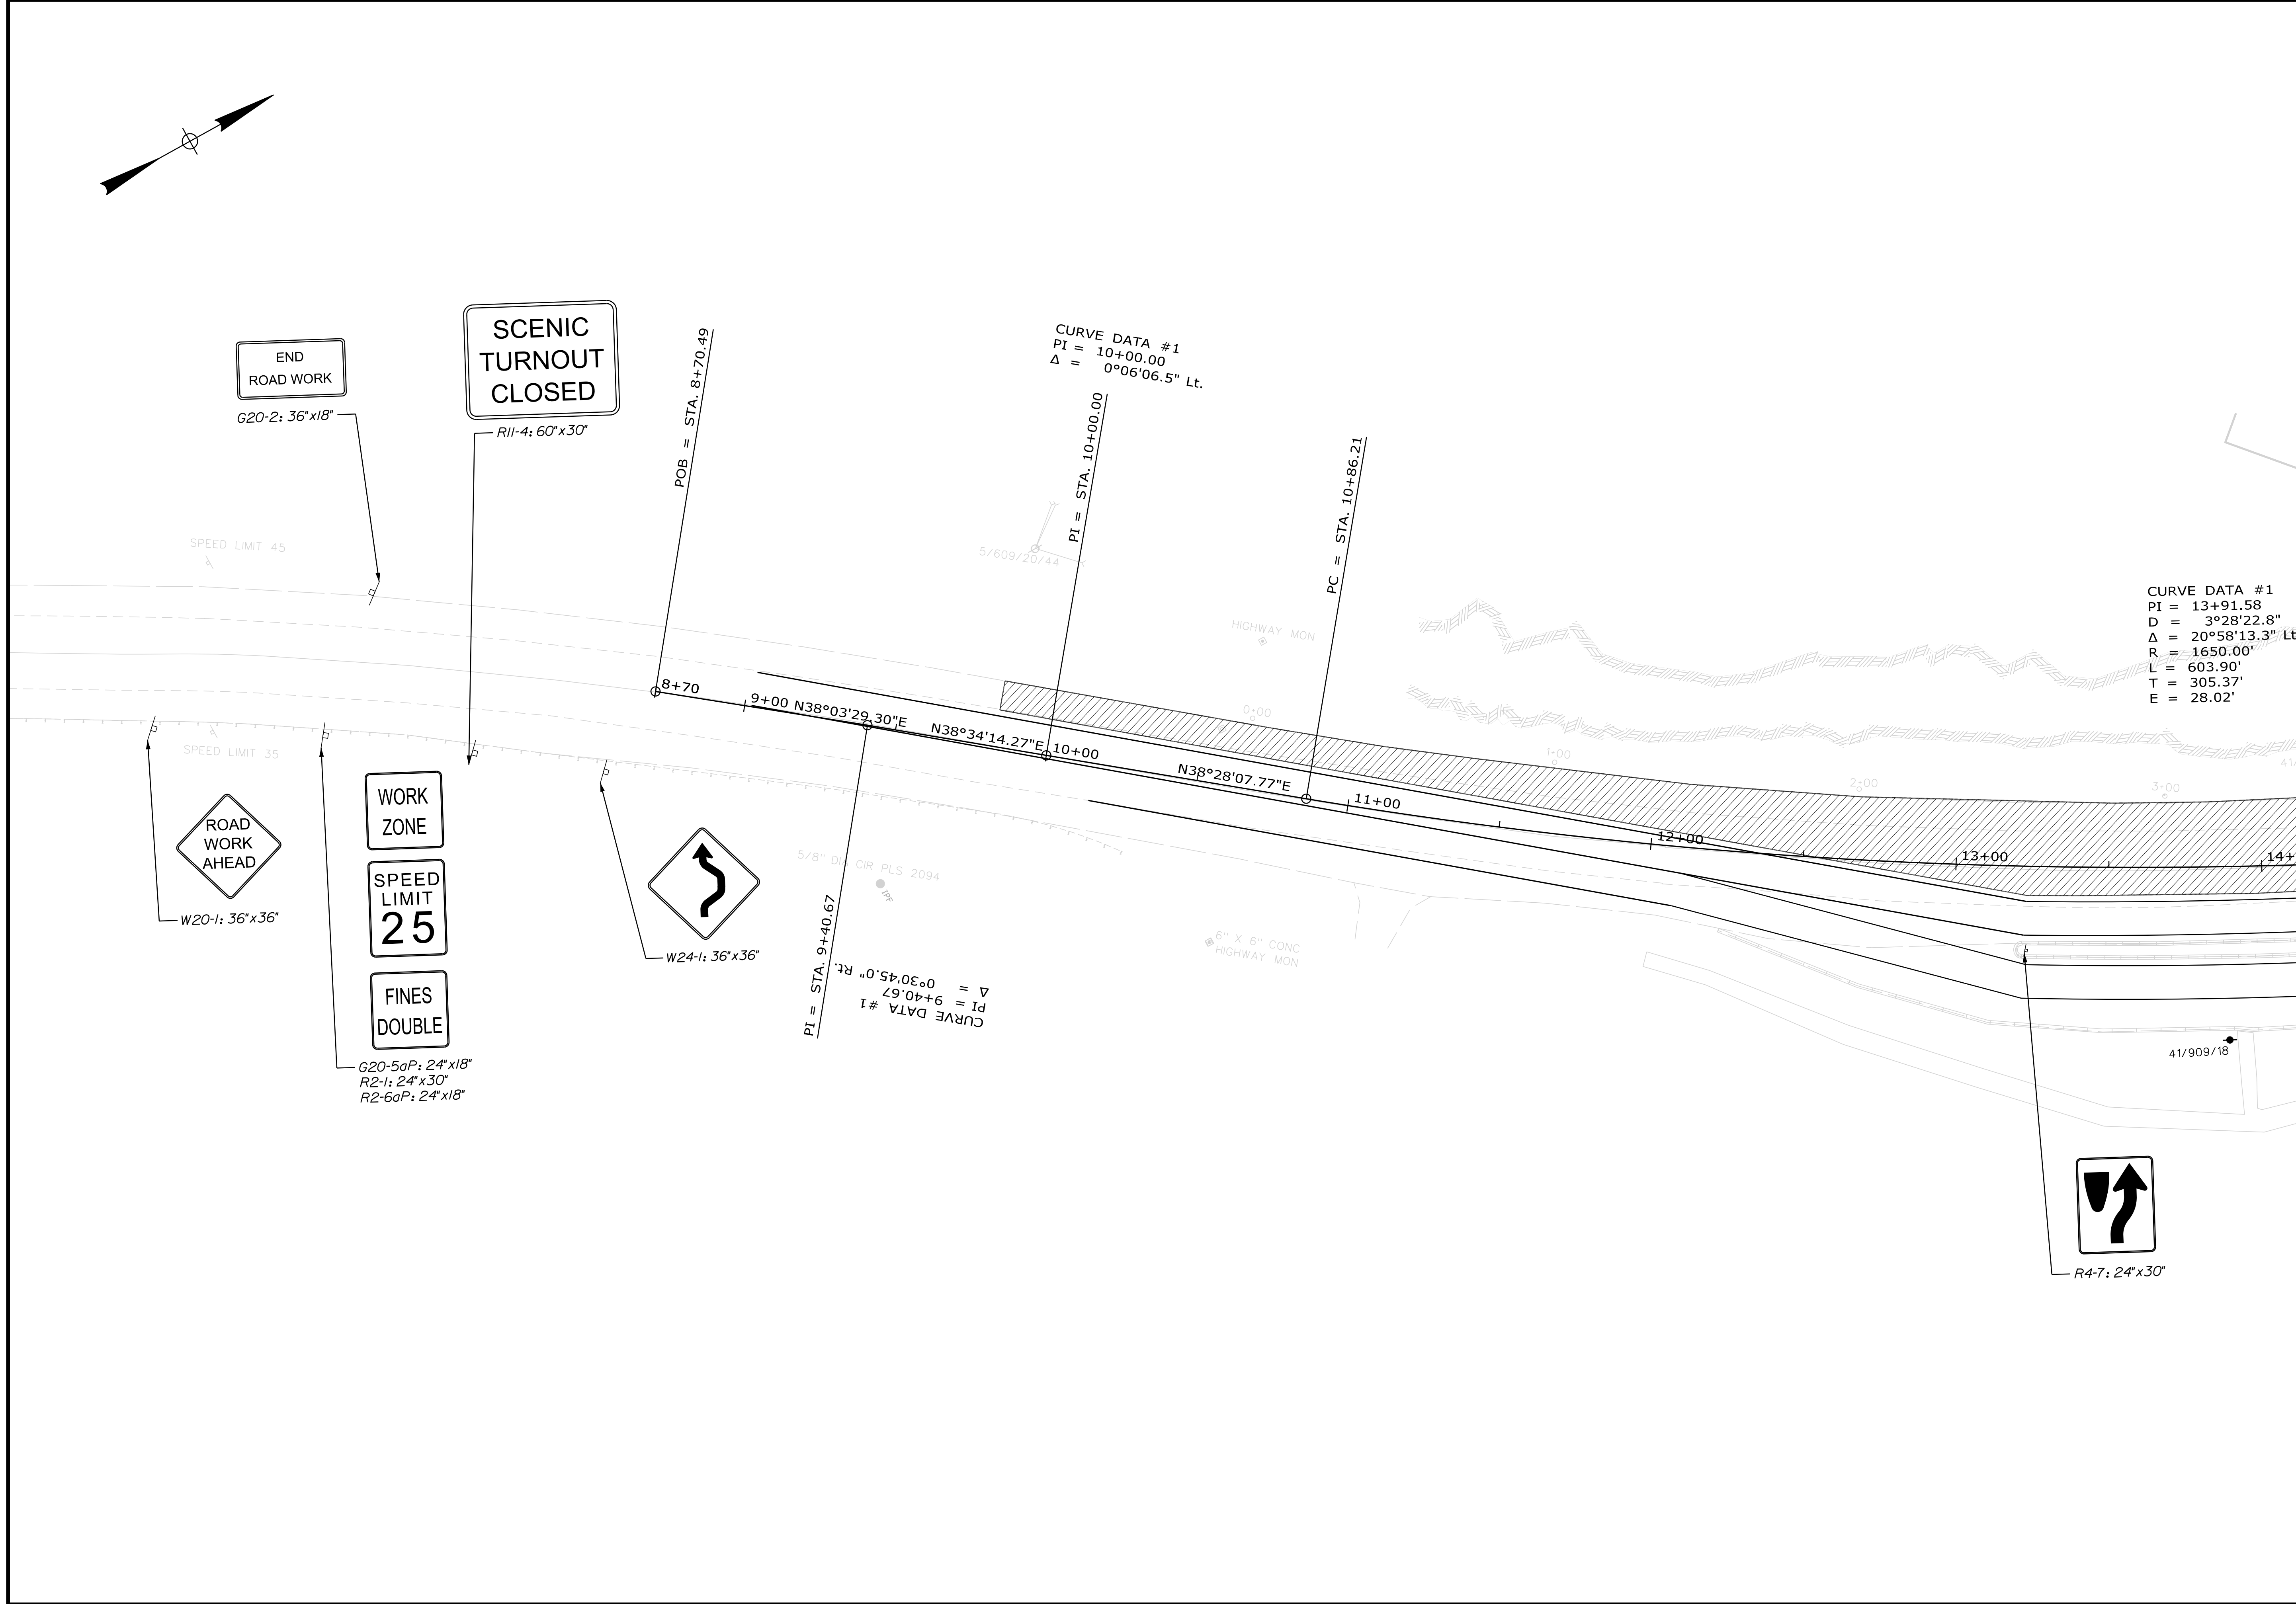 END
ROAD WORK
G20-2: 36"x18"
SCENIC
TURNOUT
CLOSED
R11-4: 60"x30"
POB = STA. 8+70.49
CURVE DATA #1
PI = 10+00.00
Δ = 0°06'06.5" Lt.
PI = STA. 10+00.00
PC = STA. 10+86.21
SPEED LIMIT 45
5/609/20/44
HIGHWAY MON
CURVE DATA #1
PI = 13+91.58
D = 3°28'22.8"
Δ = 20°58'13.3" Lt
R = 1650.00'
L = 603.90'
T = 305.37'
E = 28.02'
8+70
9+00
N38°03'29.30"E
N38°34'14.27"E
10+00
N38°28'07.77"E
11+00
12+00
13+00
14+
0+00
1+00
2+00
3+00
41/
SPEED LIMIT 35
ROAD
WORK
AHEAD
W20-1: 36"x36"
WORK
ZONE
SPEED
LIMIT
25
FINES
DOUBLE
G20-5aP: 24"x18"
R2-1: 24"x30"
R2-6aP: 24"x18"
W24-1: 36"x36"
5/8" DIA CIR PLS 2094
IPF
PI = STA. 9+40.67
CURVE DATA #1
PI = 9+40.67
Δ = 0°30'45.0" Rt.
6" X 6" CONC
HIGHWAY MON
41/909/18
R4-7: 24"x30"